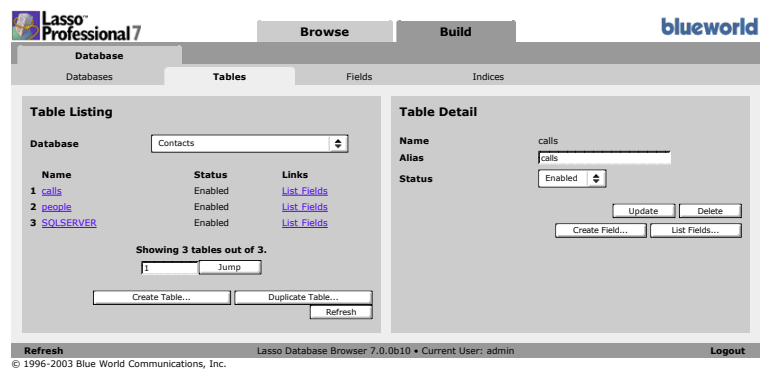 Lasso™
Professional 7
Browse
Build
blueworld
Database
Databases
Tables
Fields
Indices
Table Listing
Database
Contacts
Name Status Links
1 calls Enabled List Fields
2 people Enabled List Fields
3 SQLSERVER Enabled List Fields
Showing 3 tables out of 3.
1 Jump
Create Table... Duplicate Table...
Refresh
Table Detail
Name calls
Alias calls
Status Enabled
Update Delete
Create Field... List Fields...
Refresh Lasso Database Browser 7.0.0b10 • Current User: admin Logout
© 1996-2003 Blue World Communications, Inc.